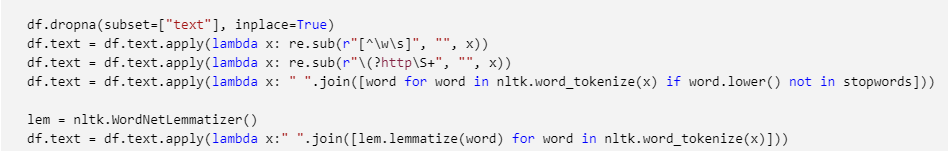 df.dropna(subset=["text"], inplace=True)
df.text = df.text.apply(lambda x: re.sub(r"[^\w\s]", "", x))
df.text = df.text.apply(lambda x: re.sub(r"\(?http\S+", "", x))
df.text = df.text.apply(lambda x: " ".join([word for word in nltk.word_tokenize(x) if word.lower() not in stopwords]))
lem = nltk.WordNetLemmatizer()
df.text = df.text.apply(lambda x:" ".join([lem.lemmatize(word) for word in nltk.word_tokenize(x)]))